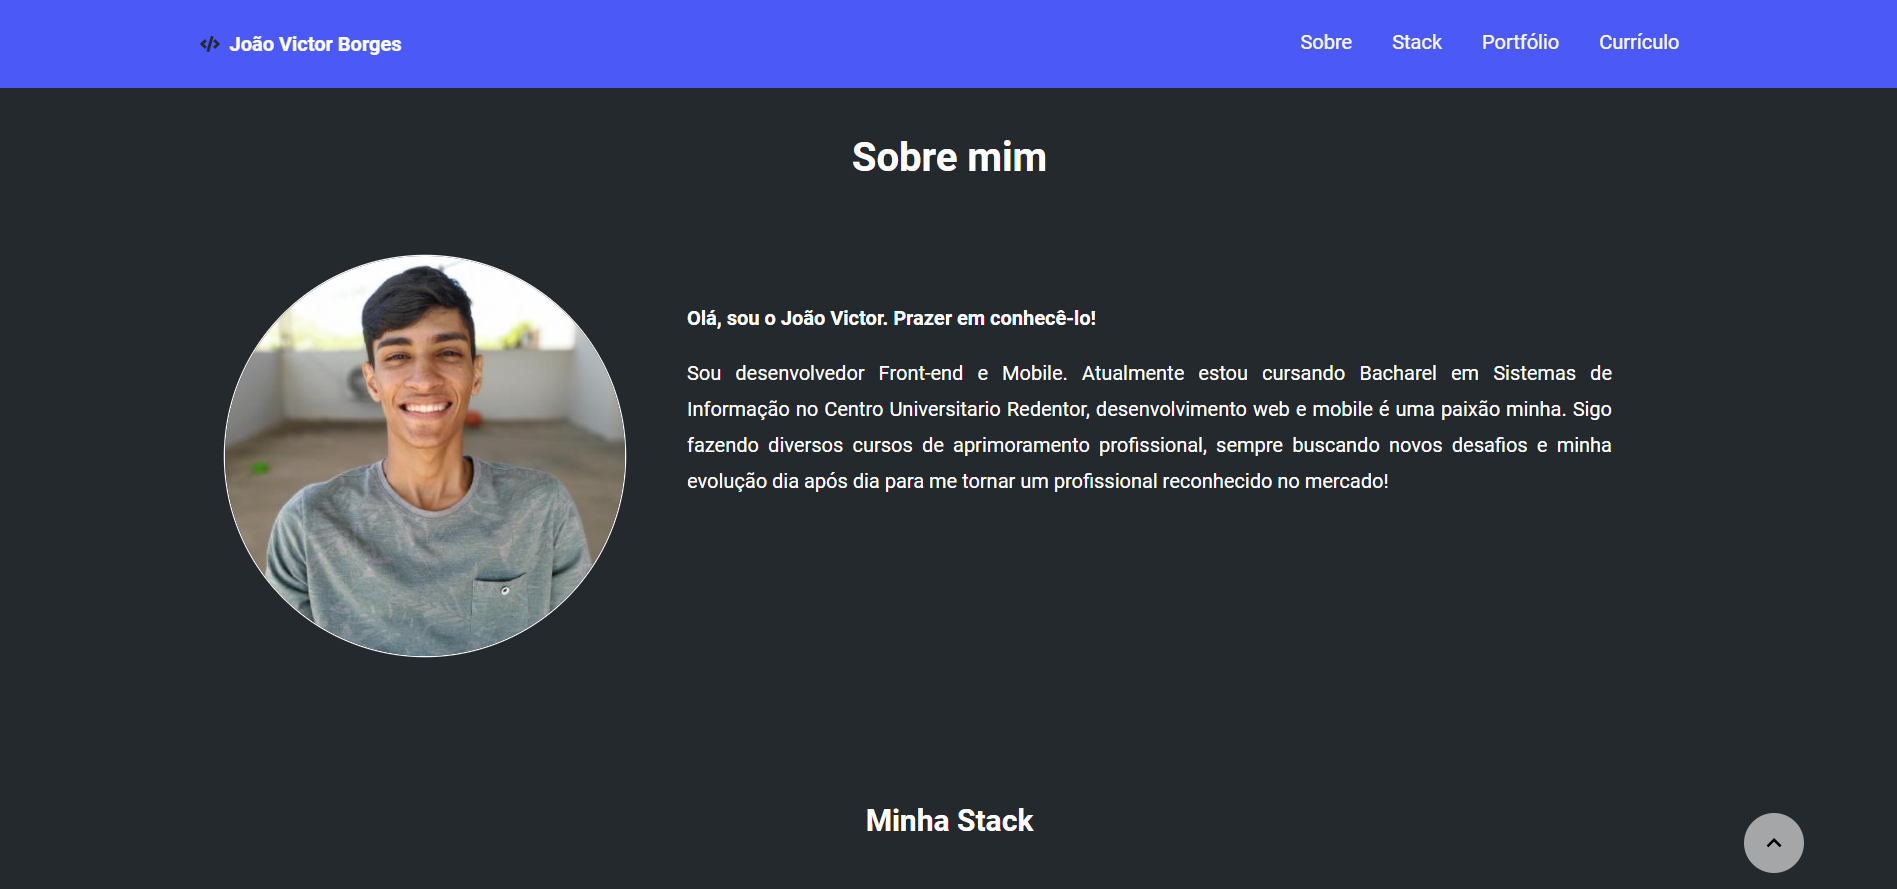 João Victor Borges
Sobre Stack Portfólio Currículo
Sobre mim
Olá, sou o João Victor. Prazer em conhecê-lo!
Sou desenvolvedor Front-end e Mobile. Atualmente estou cursando Bacharel em Sistemas de
Informação no Centro Universitario Redentor, desenvolvimento web e mobile é uma paixão minha. Sigo
fazendo diversos cursos de aprimoramento profissional, sempre buscando novos desafios e minha
evolução dia após dia para me tornar um profissional reconhecido no mercado!
Minha Stack